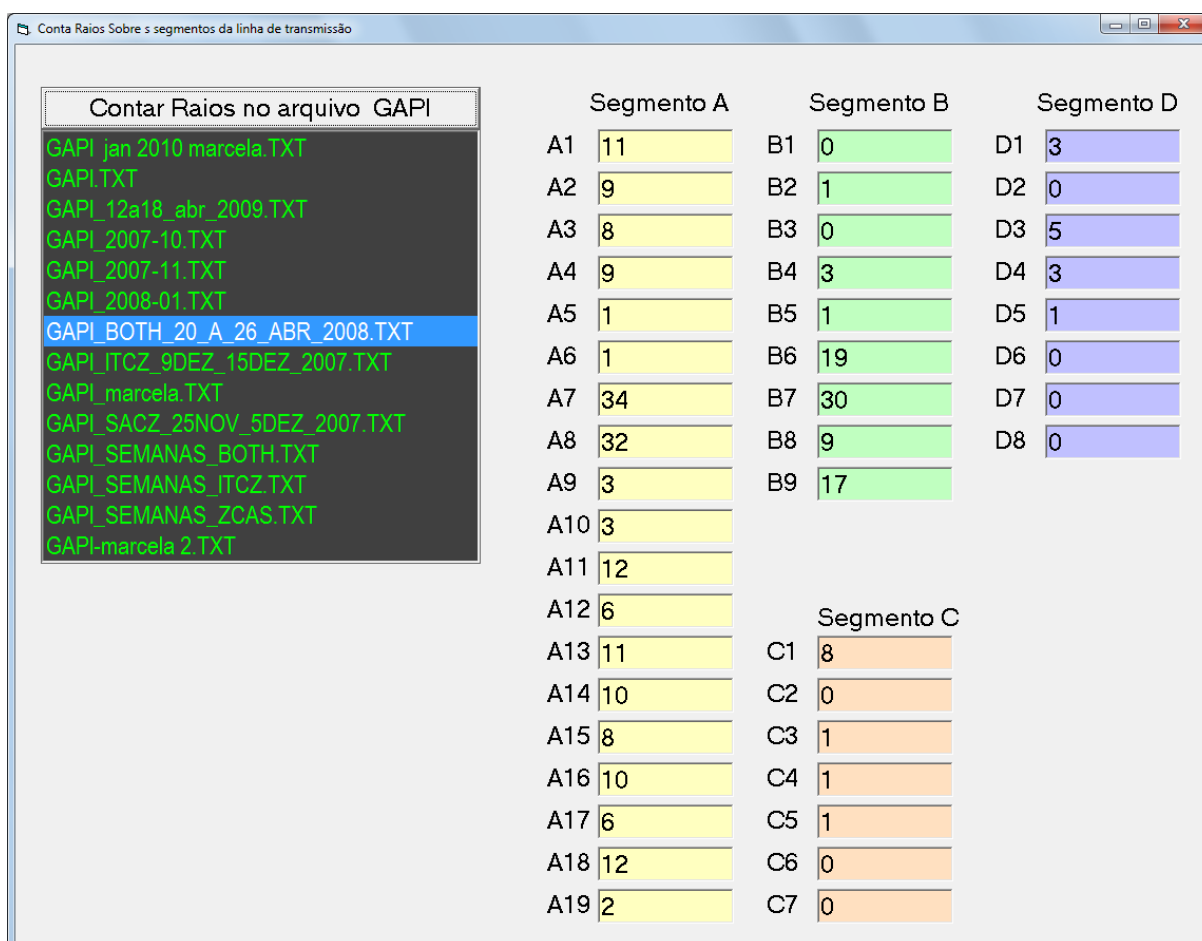 Conta Raios Sobre s segmentos da linha de transmissão
Contar Raios no arquivo GAPI
GAPI jan 2010 marcela.TXT
GAPI.TXT
GAPI_12a18_abr_2009.TXT
GAPI_2007-10.TXT
GAPI_2007-11.TXT
GAPI_2008-01.TXT
GAPI_BOTH_20_A_26_ABR_2008.TXT
GAPI_ITCZ_9DEZ_15DEZ_2007.TXT
GAPI_marcela.TXT
GAPI_SACZ_25NOV_5DEZ_2007.TXT
GAPI_SEMANAS_BOTH.TXT
GAPI_SEMANAS_ITCZ.TXT
GAPI_SEMANAS_ZCAS.TXT
GAPI-marcela 2.TXT
Segmento A
A1 11
A2 9
A3 8
A4 9
A5 1
A6 1
A7 34
A8 32
A9 3
A10 3
A11 12
A12 6
A13 11
A14 10
A15 8
A16 10
A17 6
A18 12
A19 2
Segmento B
B1 0
B2 1
B3 0
B4 3
B5 1
B6 19
B7 30
B8 9
B9 17
Segmento C
C1 8
C2 0
C3 1
C4 1
C5 1
C6 0
C7 0
Segmento D
D1 3
D2 0
D3 5
D4 3
D5 1
D6 0
D7 0
D8 0